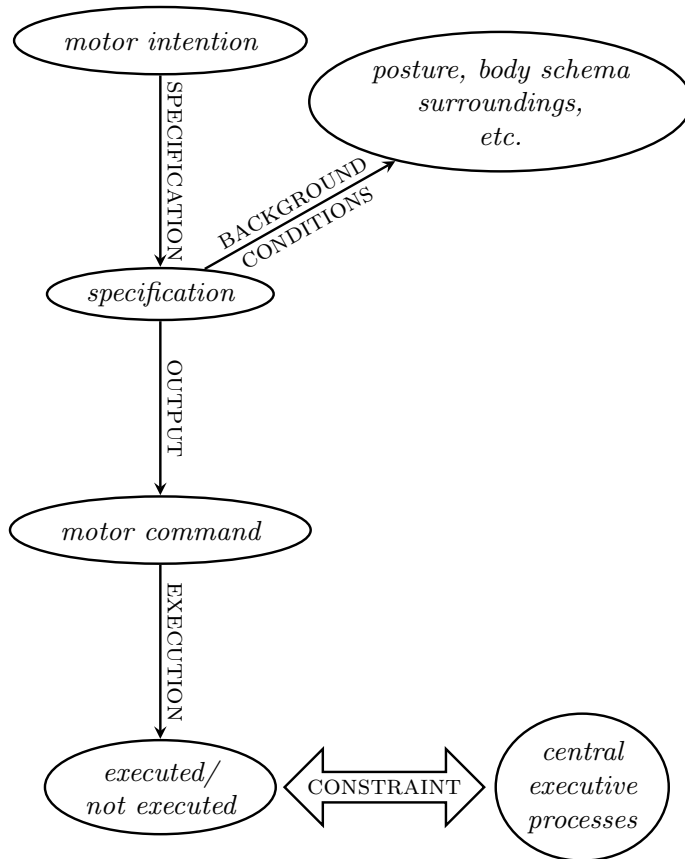 motor intention
posture, body schema
surroundings,
etc.
SPECIFICATION
BACKGROUND
CONDITIONS
specification
OUTPUT
motor command
EXECUTION
executed/
not executed
CONSTRAINT
central
executive
processes